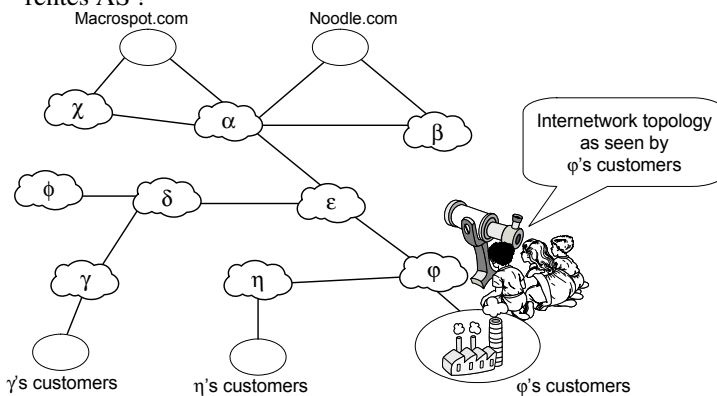 rentes AS ?
Macrospot.com
Noodle.com
χ
α
β
Internetwork topology
as seen by
φ's customers
ϕ
δ
ε
γ
η
φ
γ's customers
η's customers
φ's customers